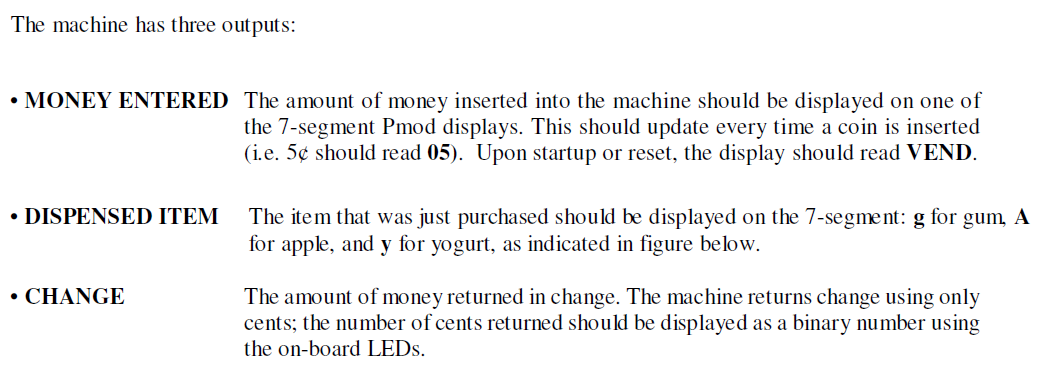 The machine has three outputs:
• MONEY ENTERED The amount of money inserted into the machine should be displayed on one of
the 7-segment Pmod displays. This should update every time a coin is inserted
(i.e. 5¢ should read 05). Upon startup or reset, the display should read VEND.
• DISPENSED ITEM The item that was just purchased should be displayed on the 7-segment: g for gum, A
for apple, and y for yogurt, as indicated in figure below.
• CHANGE The amount of money returned in change. The machine returns change using only
cents; the number of cents returned should be displayed as a binary number using
the on-board LEDs.